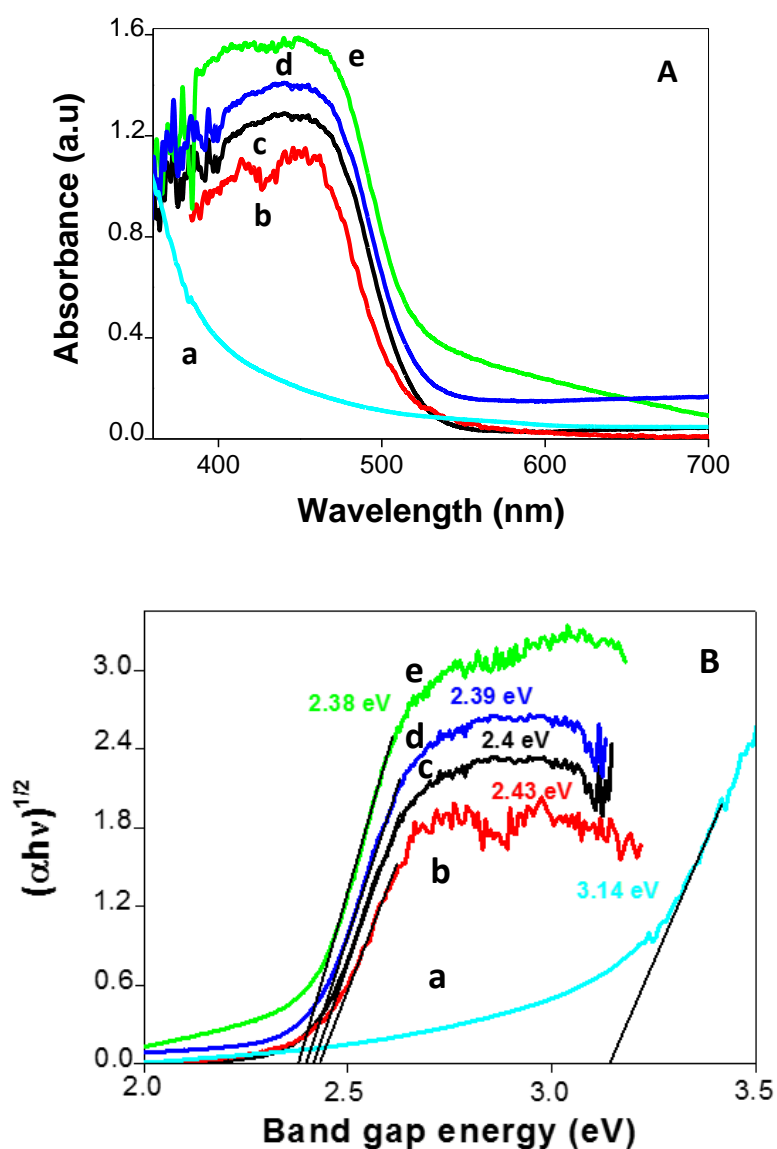 1.6
e
A
d
1.2
c
b
0.8
0.4
a
0.0
400 500 600 700
Absorbance (a.u)
Wavelength (nm)
B
3.0
e
2.38 eV
2.39 eV
d
2.4
2.4 eV
c
2.43 eV
1.8
b
3.14 eV
1.2
a
0.6
0.0
2.0 2.5 3.0 3.5
(αhν)1/2
Band gap energy (eV)